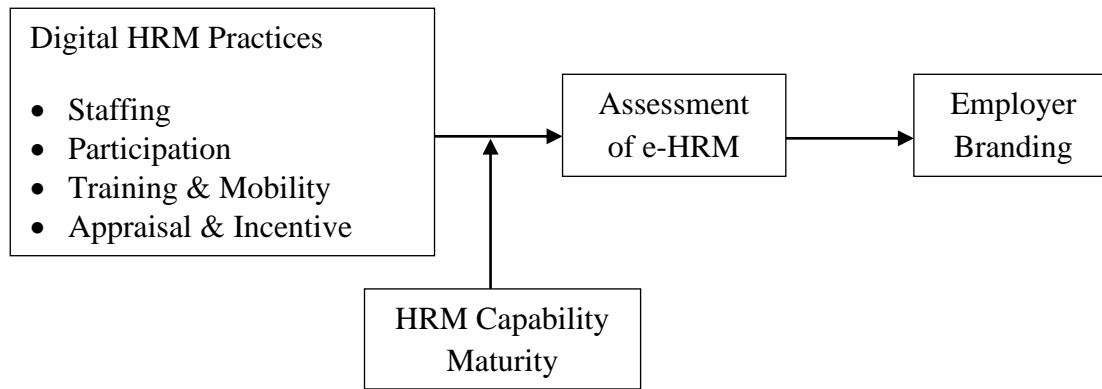 Digital HRM Practices
• Staffing
• Participation
• Training & Mobility
• Appraisal & Incentive
Assessment
of e-HRM
Employer
Branding
HRM Capability
Maturity